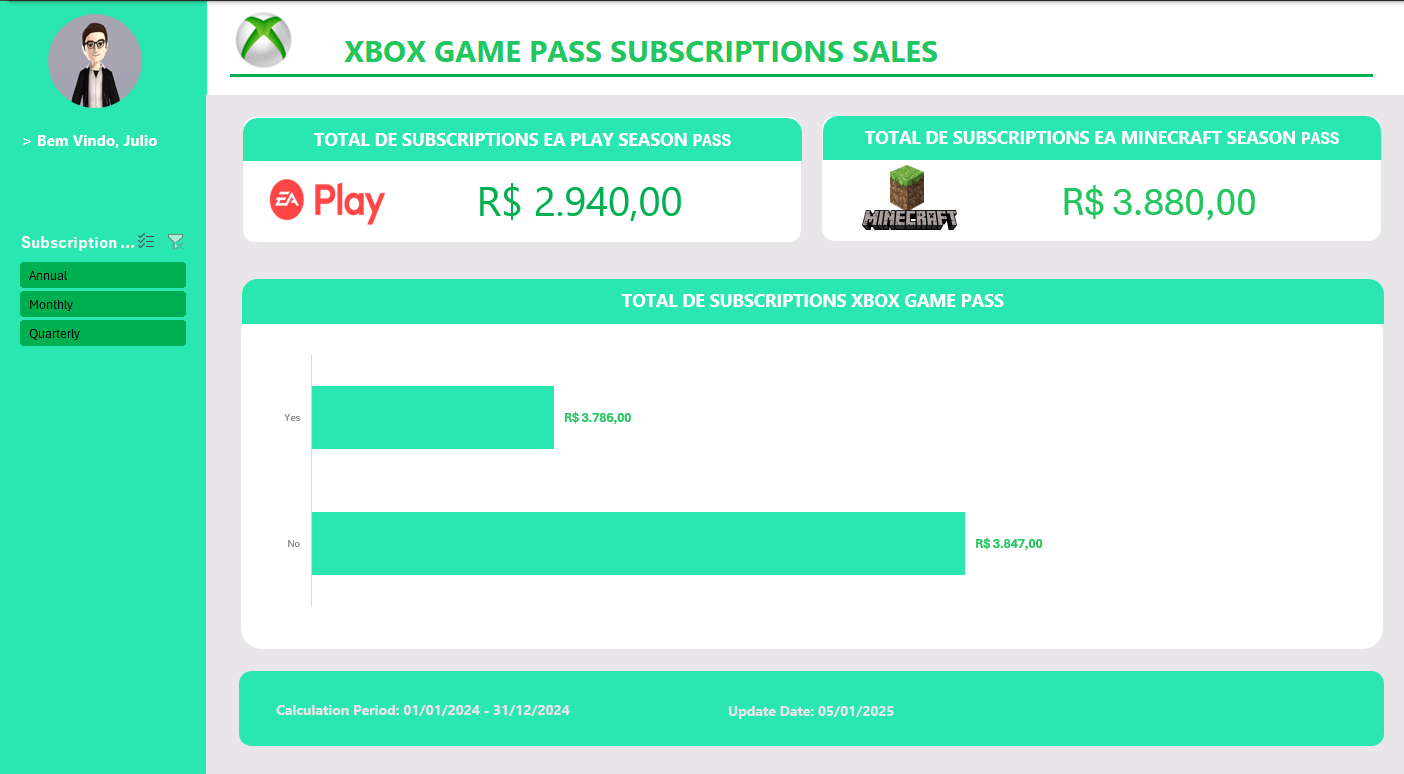 XBOX GAME PASS SUBSCRIPTIONS SALES
> Bem Vindo, Julio
Subscription ...
Annual
Monthly
Quarterly
TOTAL DE SUBSCRIPTIONS EA PLAY SEASON PASS
EA Play
R$ 2.940,00
TOTAL DE SUBSCRIPTIONS EA MINECRAFT SEASON PASS
MINECRAFT
R$ 3.880,00
TOTAL DE SUBSCRIPTIONS XBOX GAME PASS
Yes
R$ 3.786,00
No
R$ 3.847,00
Calculation Period: 01/01/2024 - 31/12/2024
Update Date: 05/01/2025